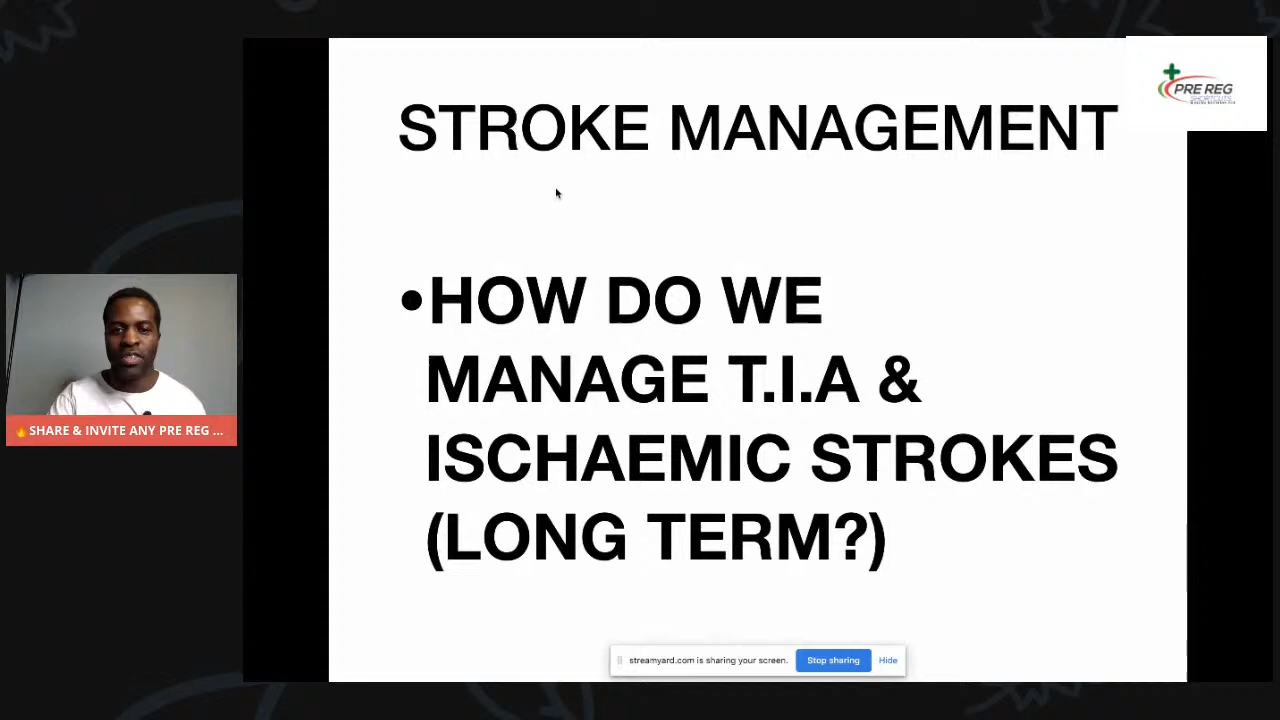 STROKE MANAGEMENT
PRE REG
SHORTCUTS
•HOW DO WE
MANAGE T.I.A &
ISCHAEMIC STROKES
(LONG TERM?)
🔥SHARE & INVITE ANY PRE REG ...
streamyard.com is sharing your screen.
Stop sharing
Hide